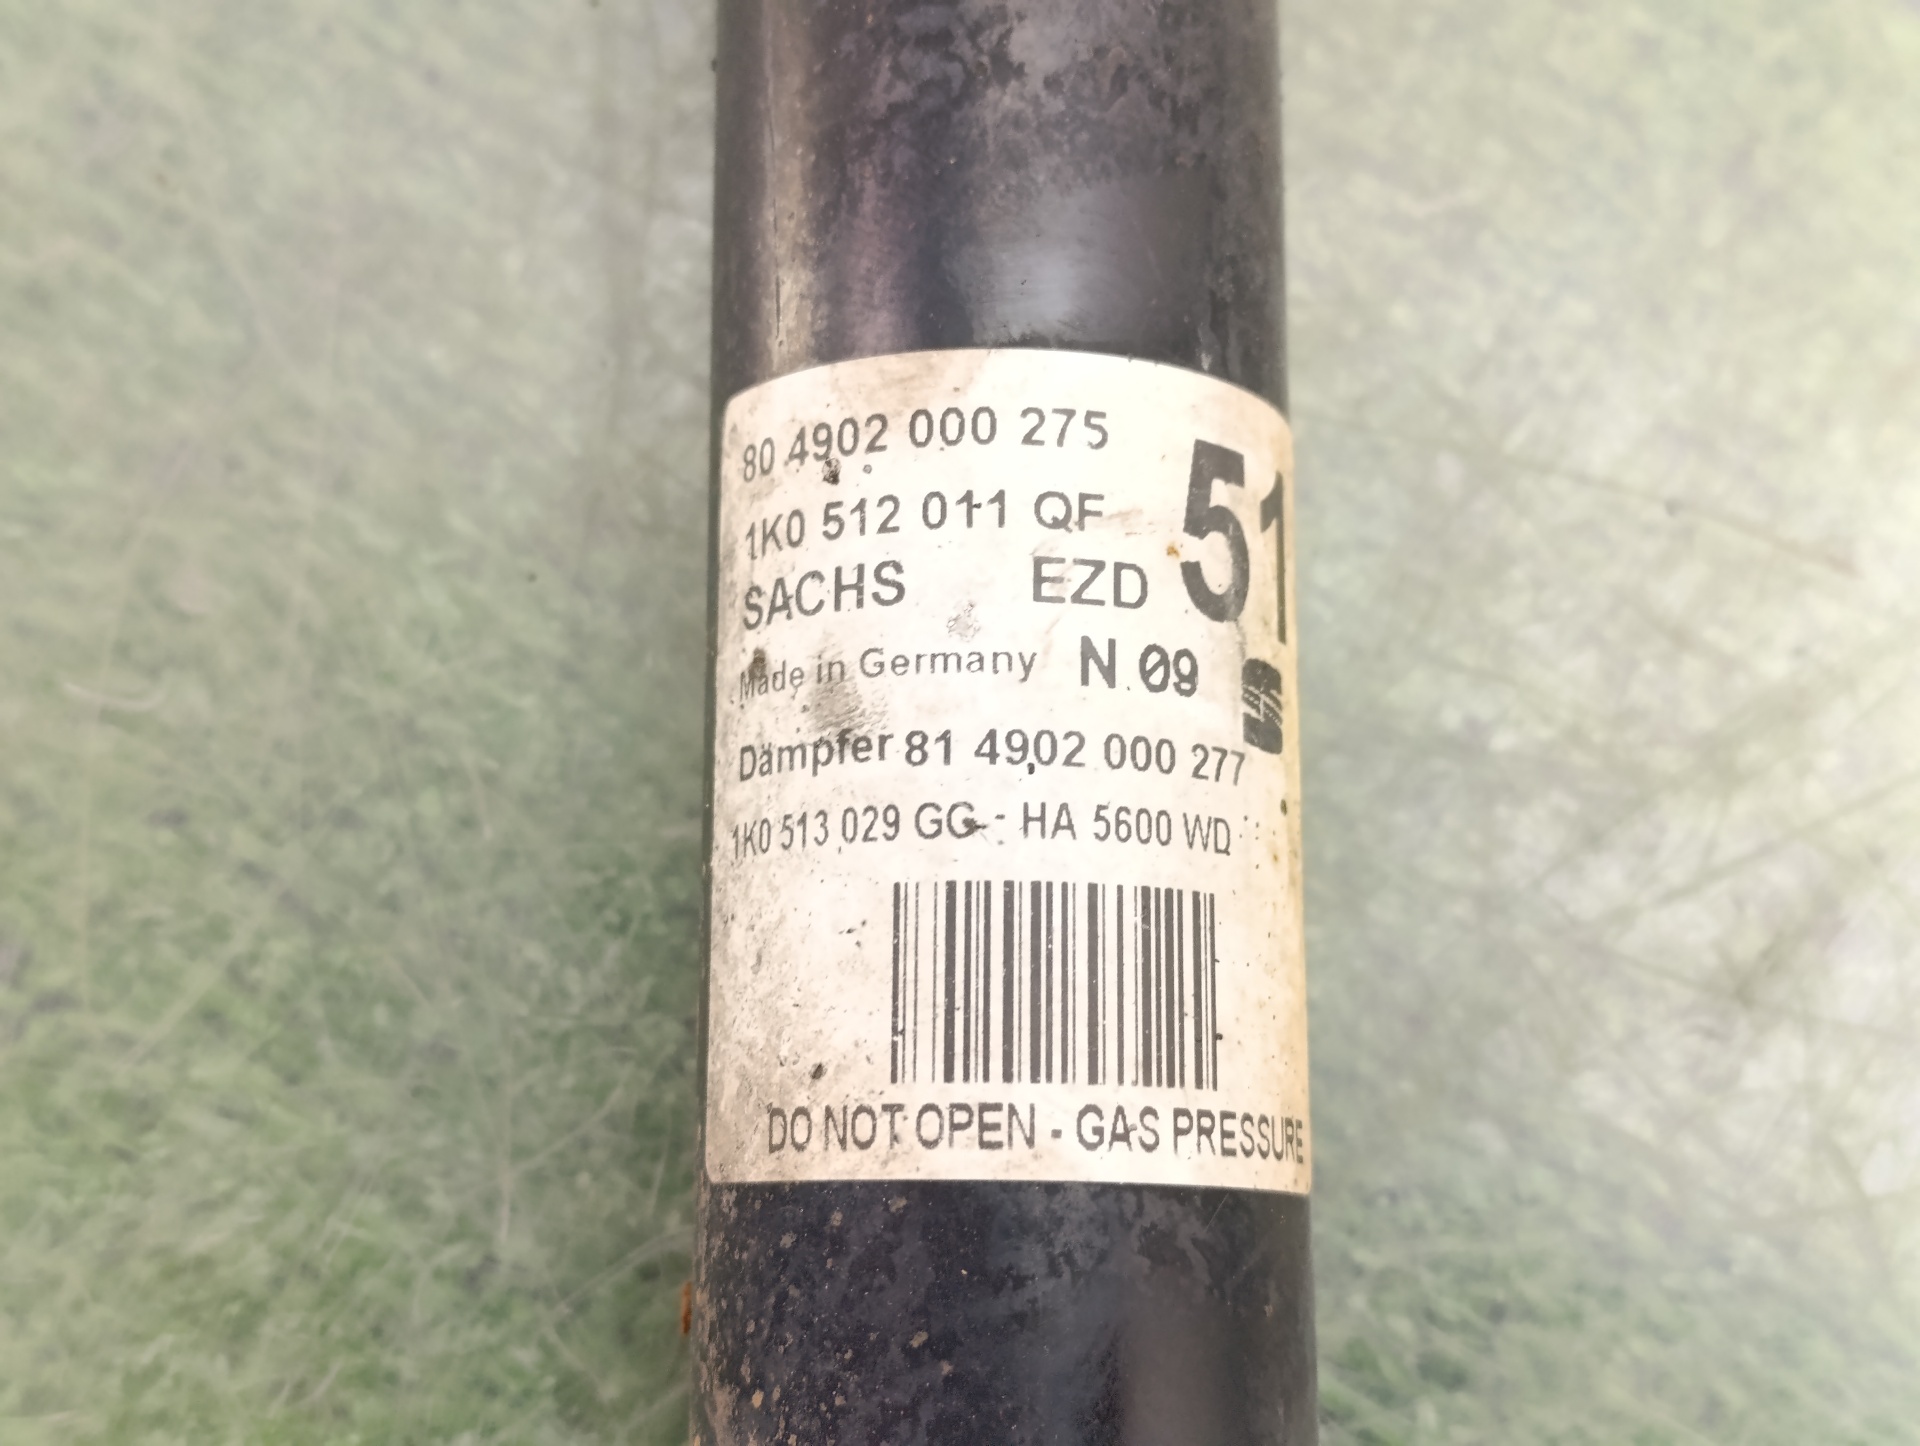 80 4902 000 275
1K0 512 011 QF
51
SACHS EZD
Made in Germany N 09
Dämpfer 81 4902 000 277
1K0 513 029 GG - HA 5600 WD
DO NOT OPEN - GAS PRESSURE